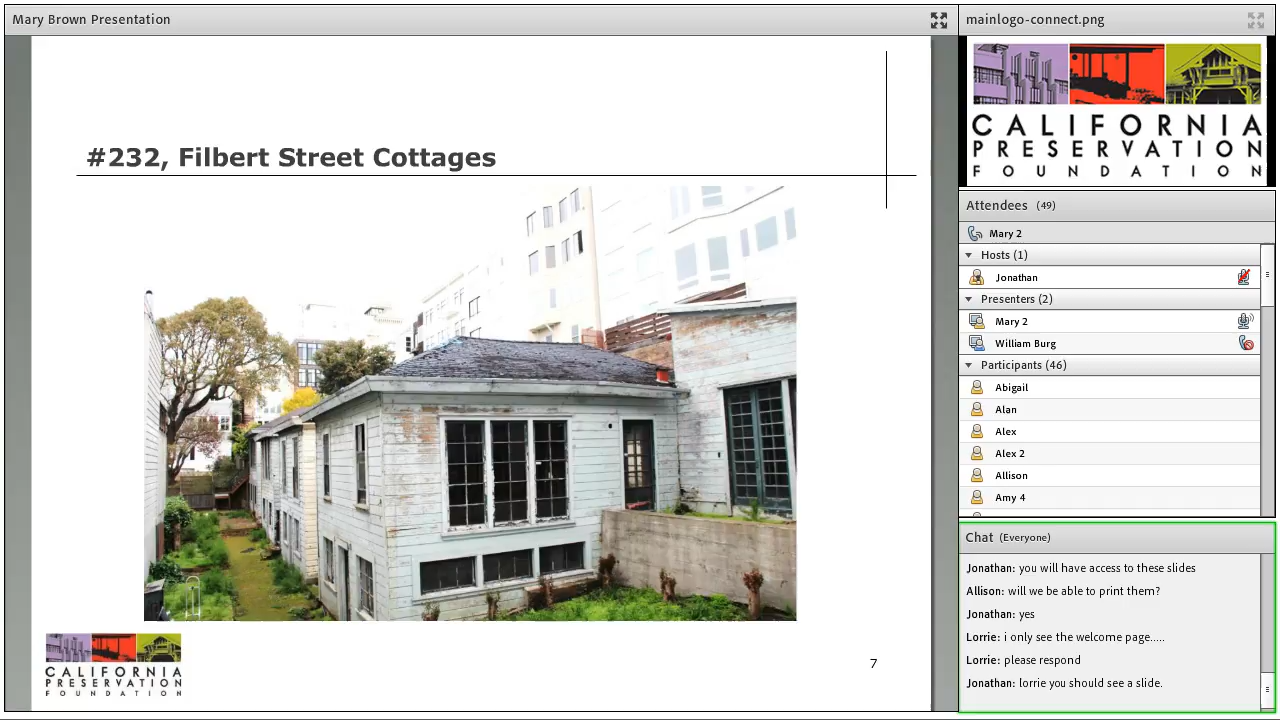 Mary Brown Presentation
#232, Filbert Street Cottages
CALIFORNIA
PRESERVATION
FOUNDATION
7
mainlogo-connect.png
CALIFORNIA
PRESERVATION
FOUNDATION
Attendees (49)
Mary 2
Hosts (1)
Jonathan
Presenters (2)
Mary 2
William Burg
Participants (46)
Abigail
Alan
Alex
Alex 2
Allison
Amy 4
Chat (Everyone)
Jonathan: you will have access to these slides
Allison: will we be able to print them?
Jonathan: yes
Lorrie: i only see the welcome page.....
Lorrie: please respond
Jonathan: lorrie you should see a slide.